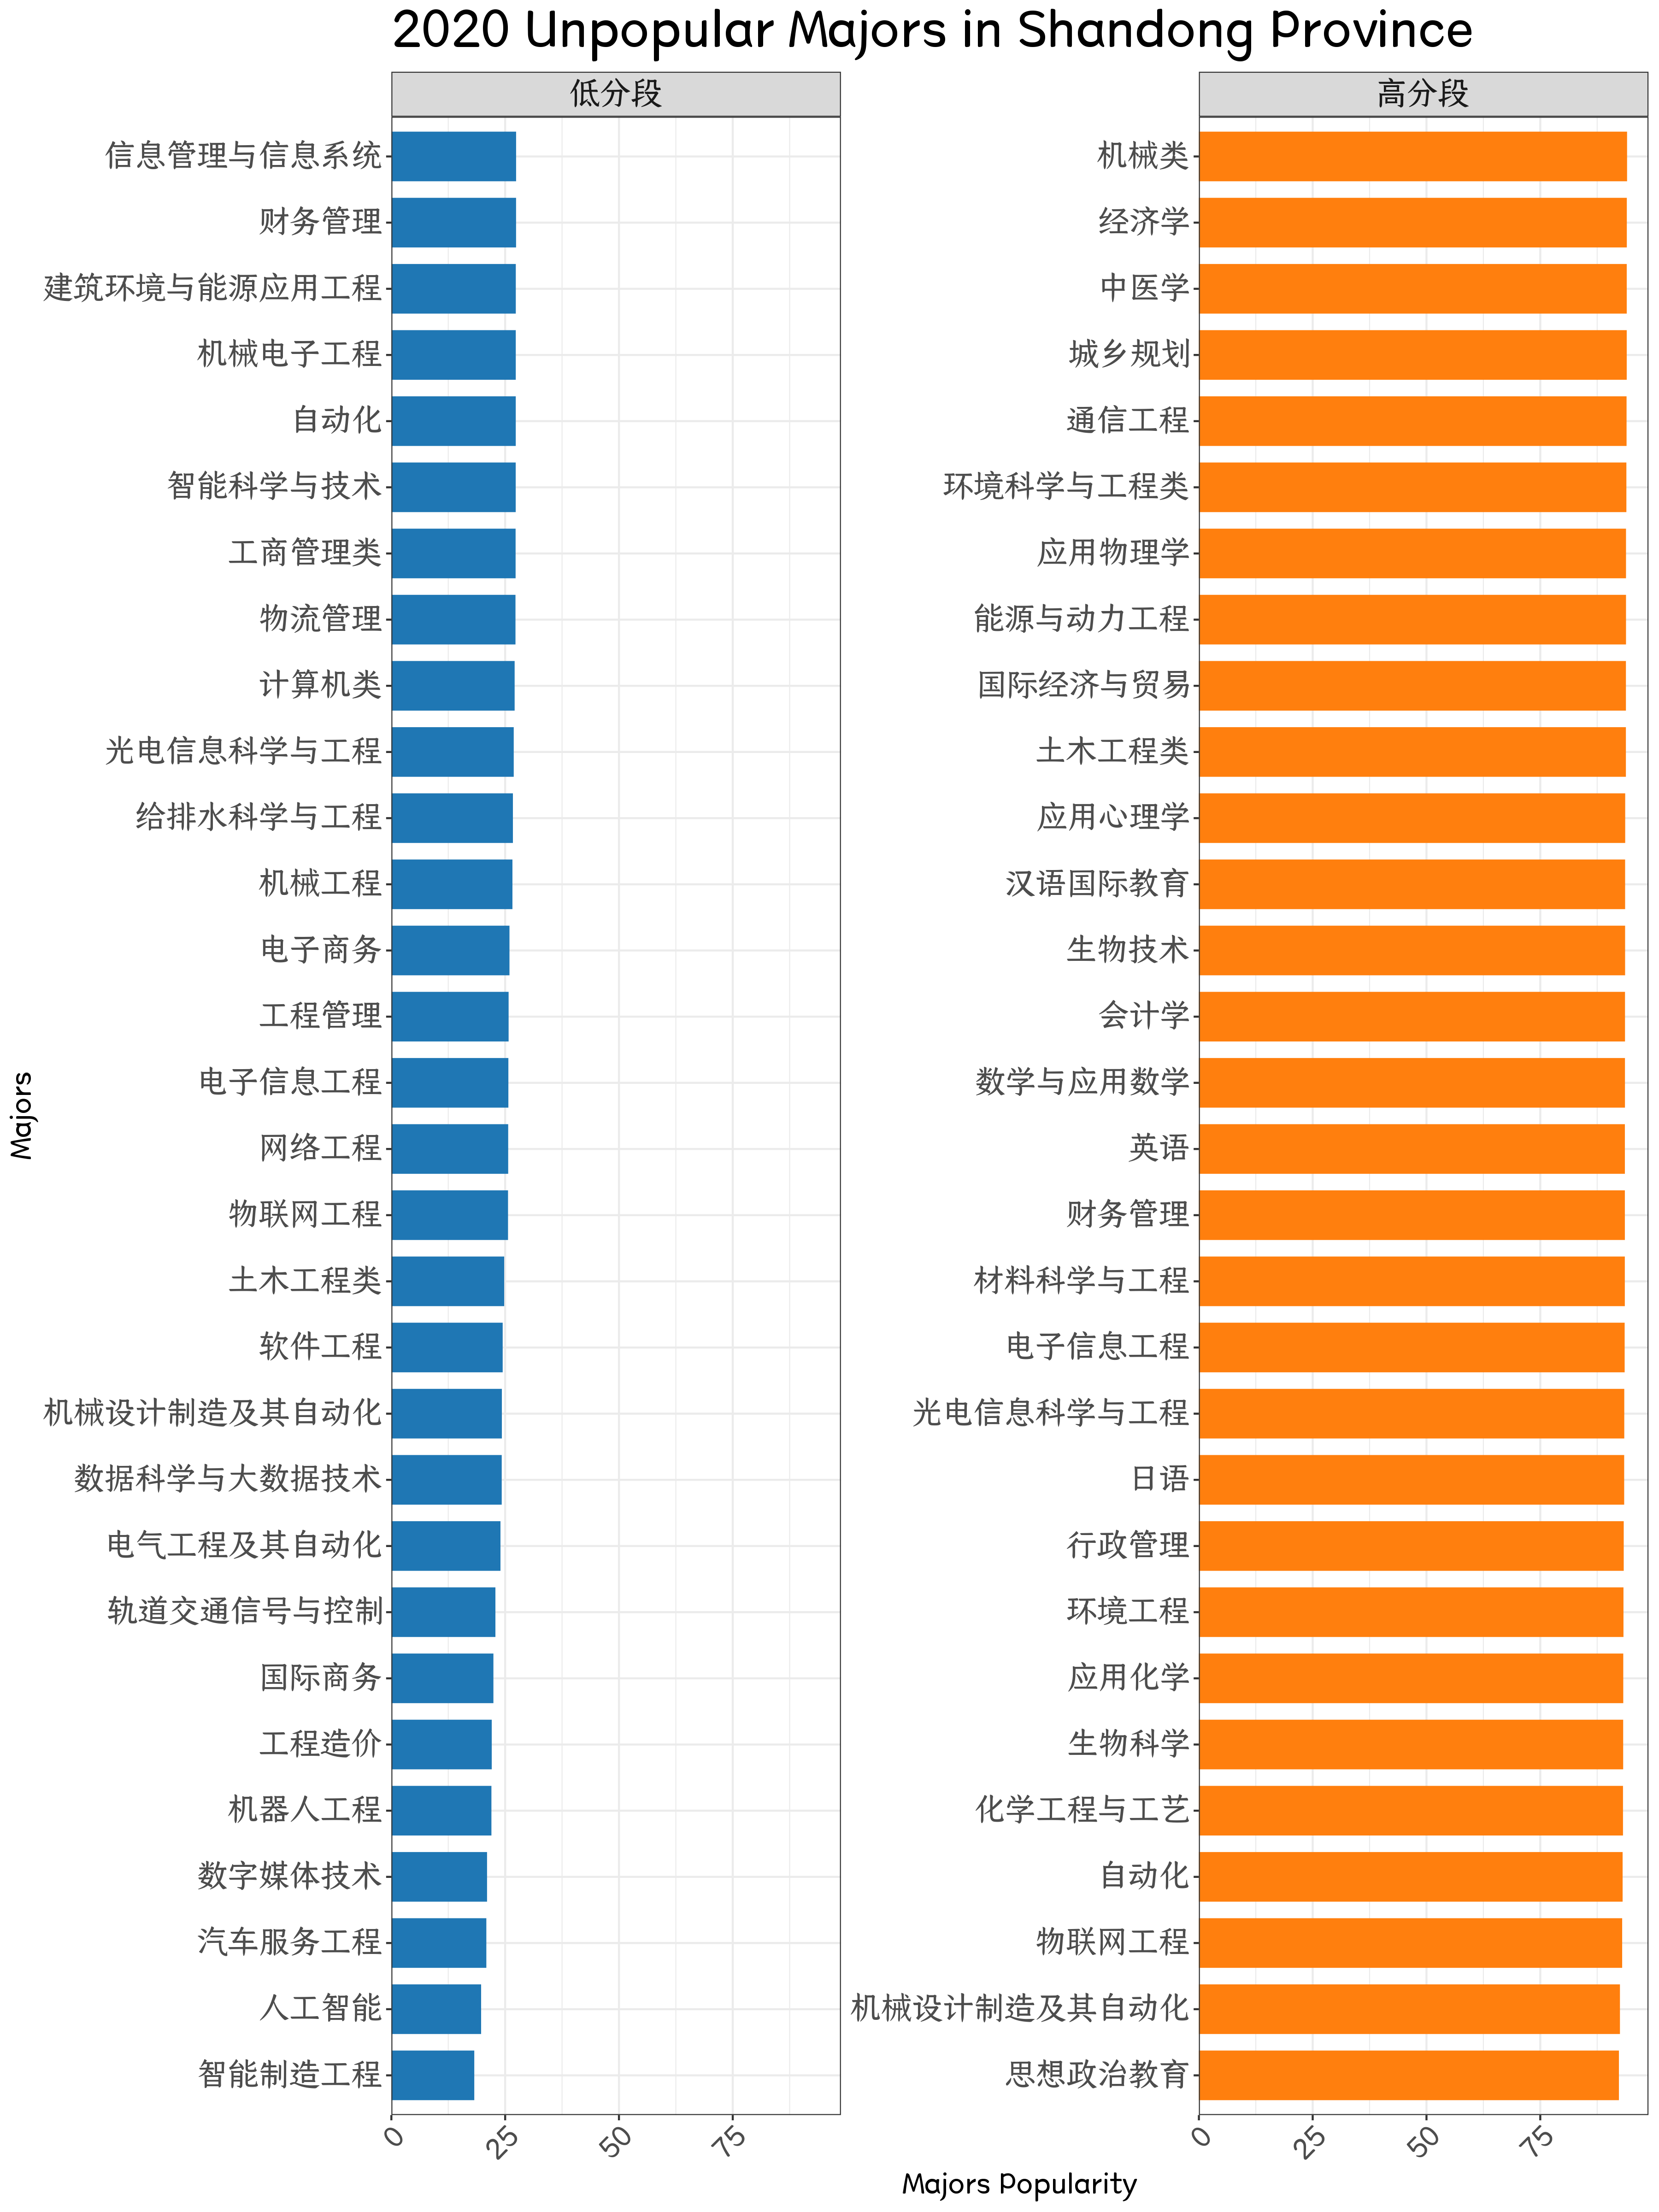 2020 Unpopular Majors in Shandong Province
低分段
信息管理与信息系统
财务管理
建筑环境与能源应用工程
机械电子工程
自动化
智能科学与技术
工商管理类
物流管理
计算机类
光电信息科学与工程
给排水科学与工程
机械工程
电子商务
工程管理
电子信息工程
网络工程
物联网工程
土木工程类
软件工程
机械设计制造及其自动化
数据科学与大数据技术
电气工程及其自动化
轨道交通信号与控制
国际商务
工程造价
机器人工程
数字媒体技术
汽车服务工程
人工智能
智能制造工程
0 25 50 75
高分段
机械类
经济学
中医学
城乡规划
通信工程
环境科学与工程类
应用物理学
能源与动力工程
国际经济与贸易
土木工程类
应用心理学
汉语国际教育
生物技术
会计学
数学与应用数学
英语
财务管理
材料科学与工程
电子信息工程
光电信息科学与工程
日语
行政管理
环境工程
应用化学
生物科学
化学工程与工艺
自动化
物联网工程
机械设计制造及其自动化
思想政治教育
0 25 50 75
Majors
Majors Popularity